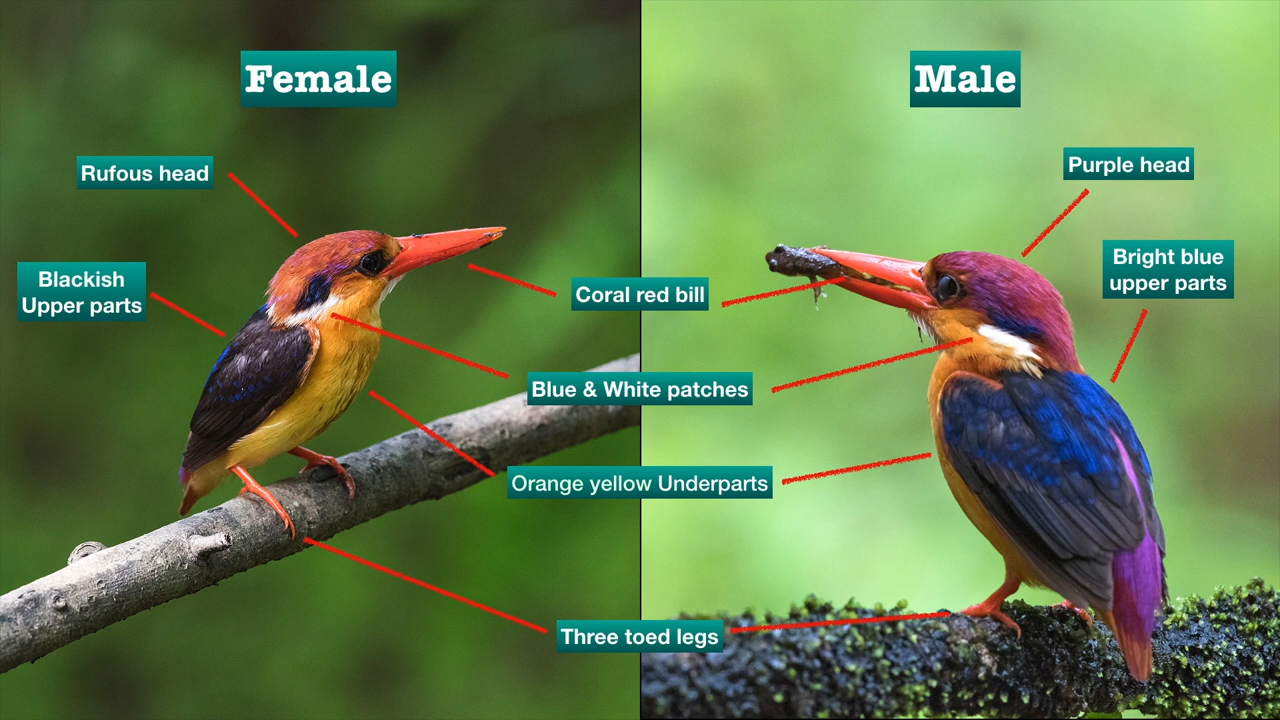 Female
Male
Rufous head
Purple head
Blackish
Upper parts
Bright blue
upper parts
Coral red bill
Blue & White patches
Orange yellow Underparts
Three toed legs